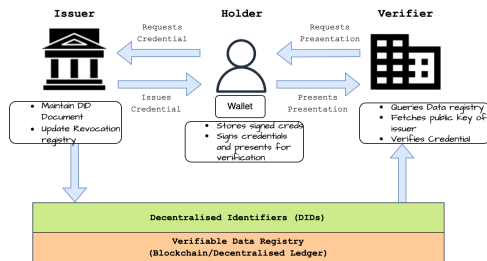 Issuer
Holder
Verifier
Requests
Credential
Requests
Presentation
Issues
Credential
Presents
Presentation
Wallet
• Maintain DID
Document
• Update Revocation
registry
• Stores signed creds
• Signs credentials
and presents for
verification
• Queries Data registry
• Fetches public key of
issuer
• Verifies Credential
Decentralised Identifiers (DIDs)
Verifiable Data Registry
(Blockchain/Decentralised Ledger)